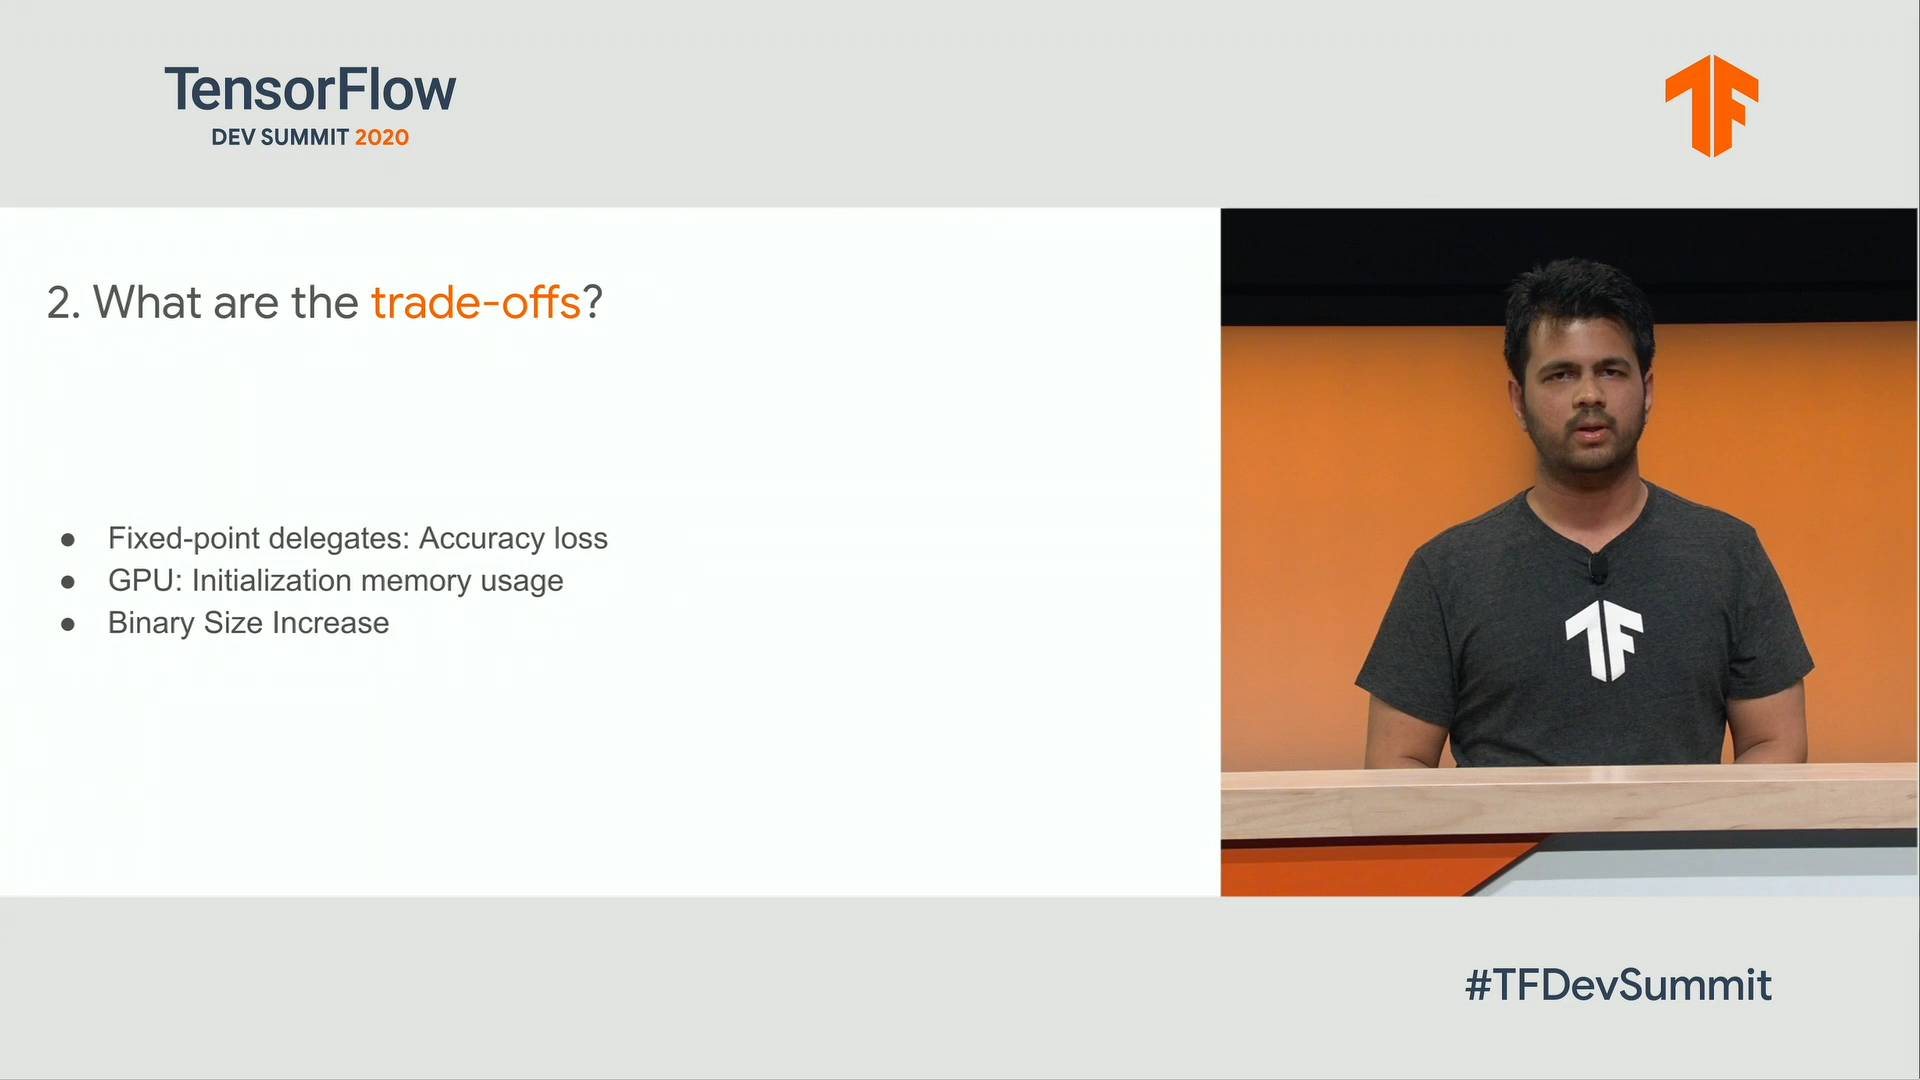 TensorFlow
DEV SUMMIT 2020
2. What are the trade-offs?
● Fixed-point delegates: Accuracy loss
● GPU: Initialization memory usage
● Binary Size Increase
#TFDevSummit